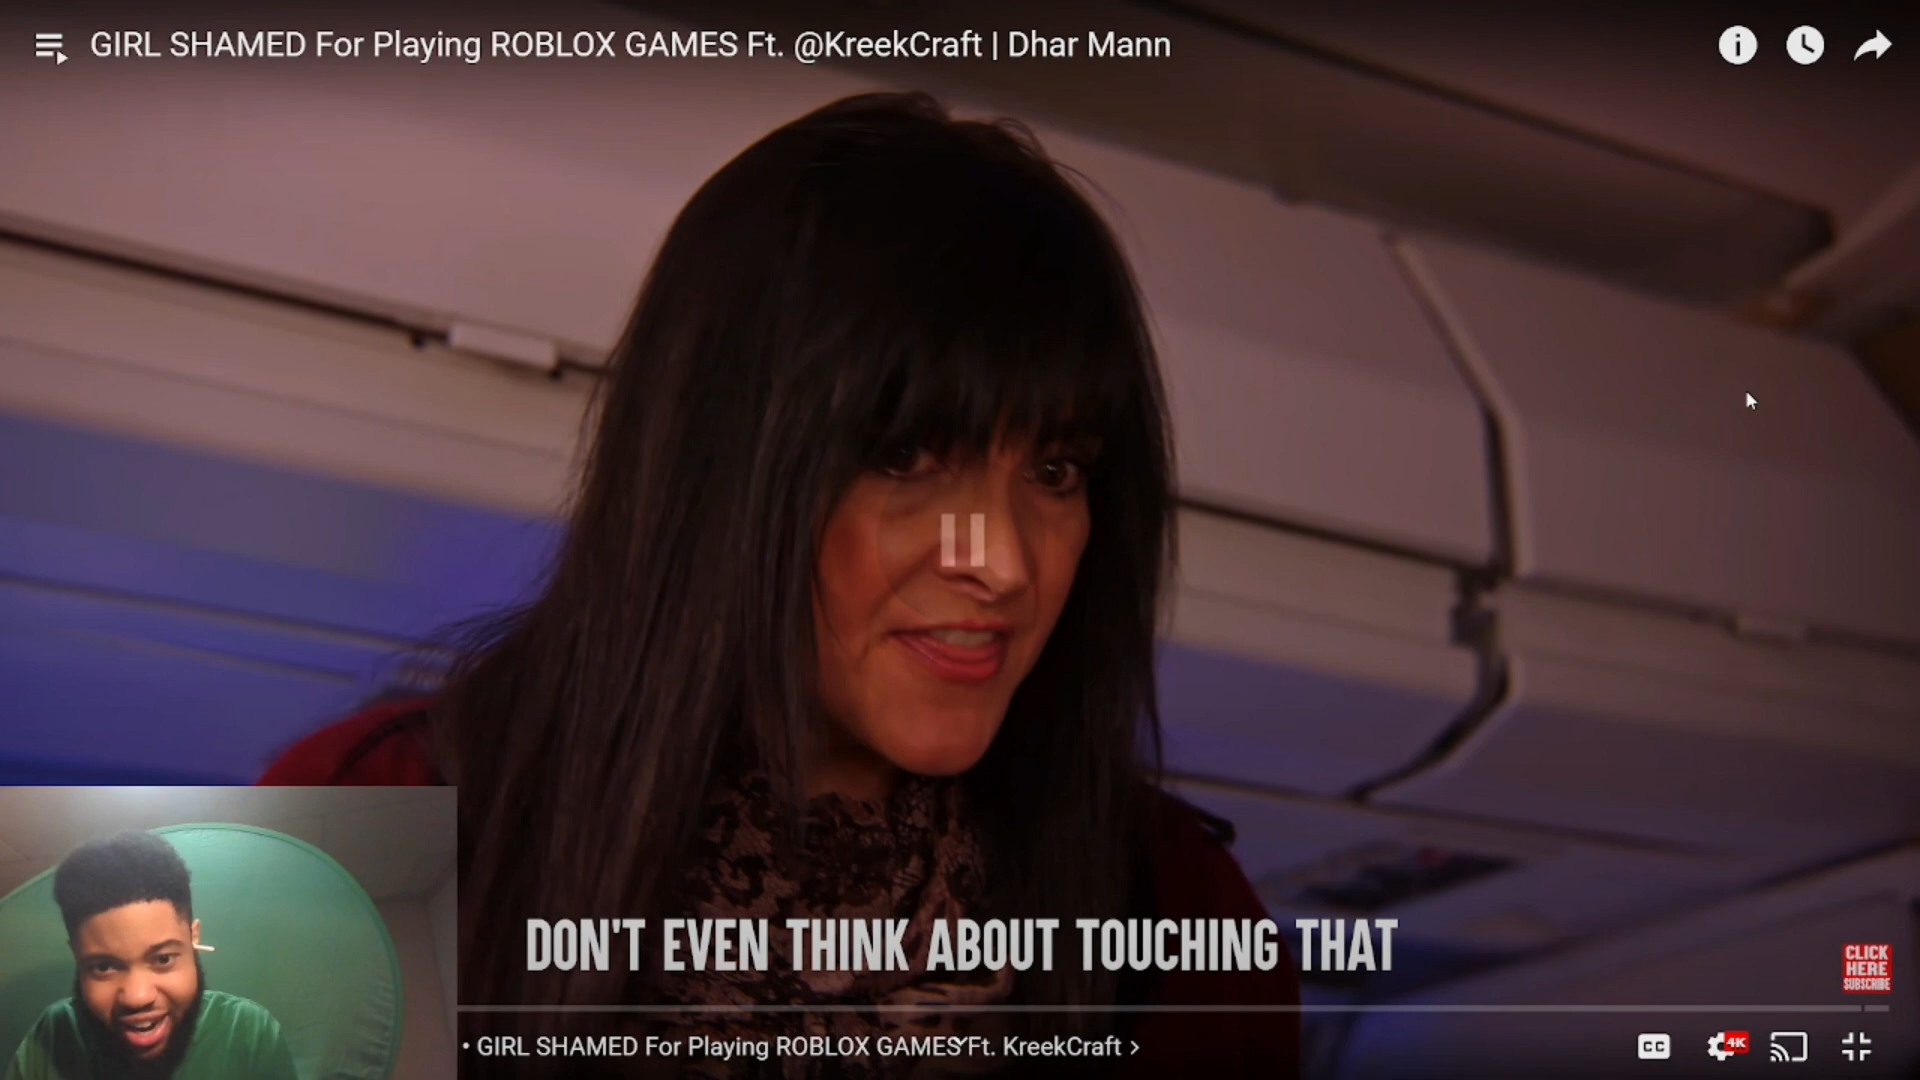 GIRL SHAMED For Playing ROBLOX GAMES Ft. @KreekCraft | Dhar Mann
DON'T EVEN THINK ABOUT TOUCHING THAT
CLICK
HERE
SUBSCRIBE
• GIRL SHAMED For Playing ROBLOX GAMES Ft. KreekCraft >
CC
4K